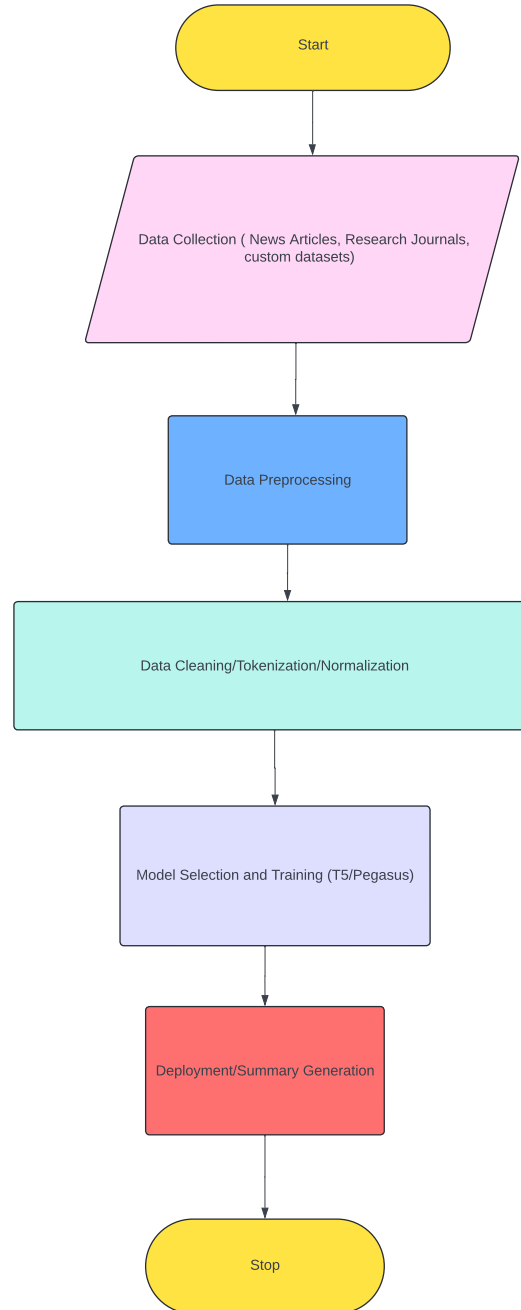 Start
Data Collection ( News Articles, Research Journals,
custom datasets)
Data Preprocessing
Data Cleaning/Tokenization/Normalization
Model Selection and Training (T5/Pegasus)
Deployment/Summary Generation
Stop